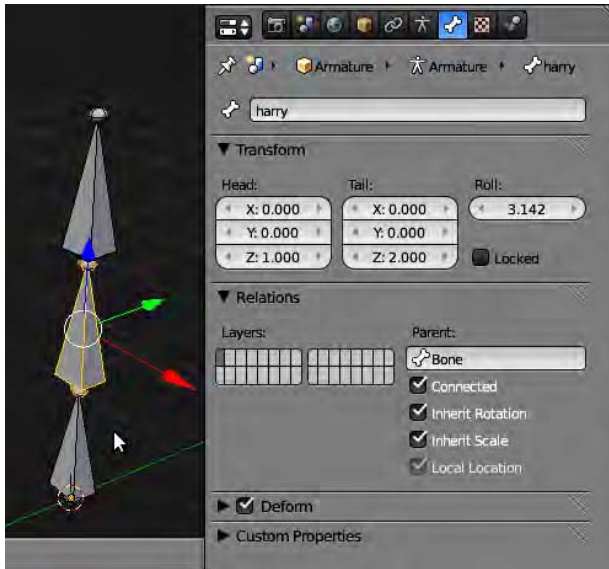 Armature Armature harry
harry
Transform
Head: Tail: Roll:
X: 0.000 X: 0.000 3.142
Y: 0.000 Y: 0.000
Z: 1.000 Z: 2.000 Locked
Relations
Layers: Parent:
Bone
Connected
Inherit Rotation
Inherit Scale
Local Location
Deform
Custom Properties